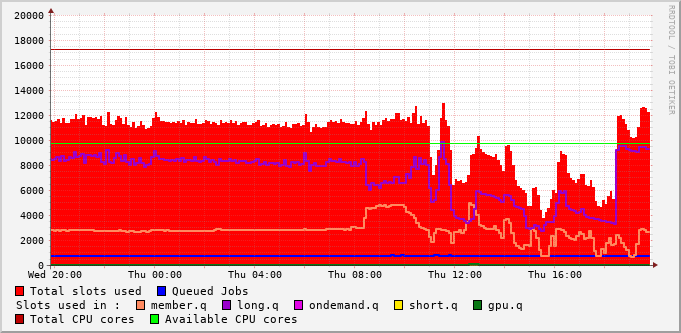 20000
18000
16000
14000
12000
10000
8000
6000
4000
2000
0
Wed 20:00 Thu 00:00 Thu 04:00 Thu 08:00 Thu 12:00 Thu 16:00
Total slots used Queued Jobs
Slots used in : member.q long.q ondemand.q short.q gpu.q
Total CPU cores Available CPU cores
RRDTOOL / TOBI OETIKER